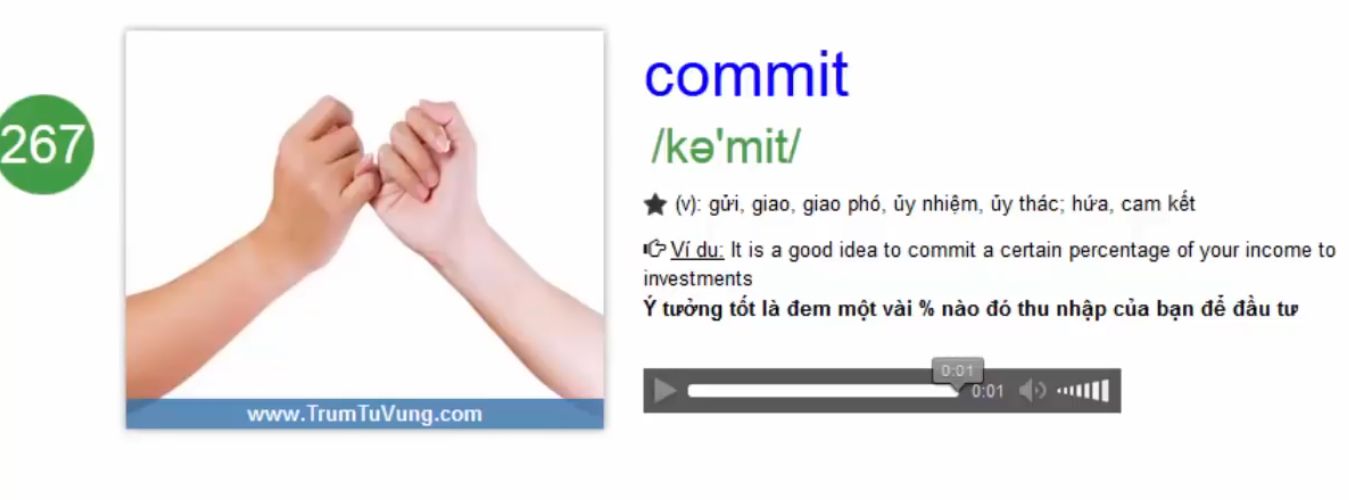 267
commit
/kə'mit/
(v): gửi, giao, giao phó, ủy nhiệm, ủy thác; hứa, cam kết
Ví dụ: It is a good idea to commit a certain percentage of your income to
investments
Ý tưởng tốt là đem một vài % nào đó thu nhập của bạn để đầu tư
0:01
0:01
www.TrumTuVung.com